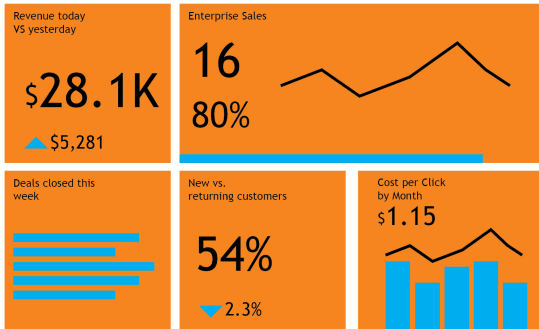 Revenue today
VS yesterday
$28.1K
$5,281
Enterprise Sales
16
80%
Deals closed this
week
New vs.
returning customers
54%
2.3%
Cost per Click
by Month
$1.15